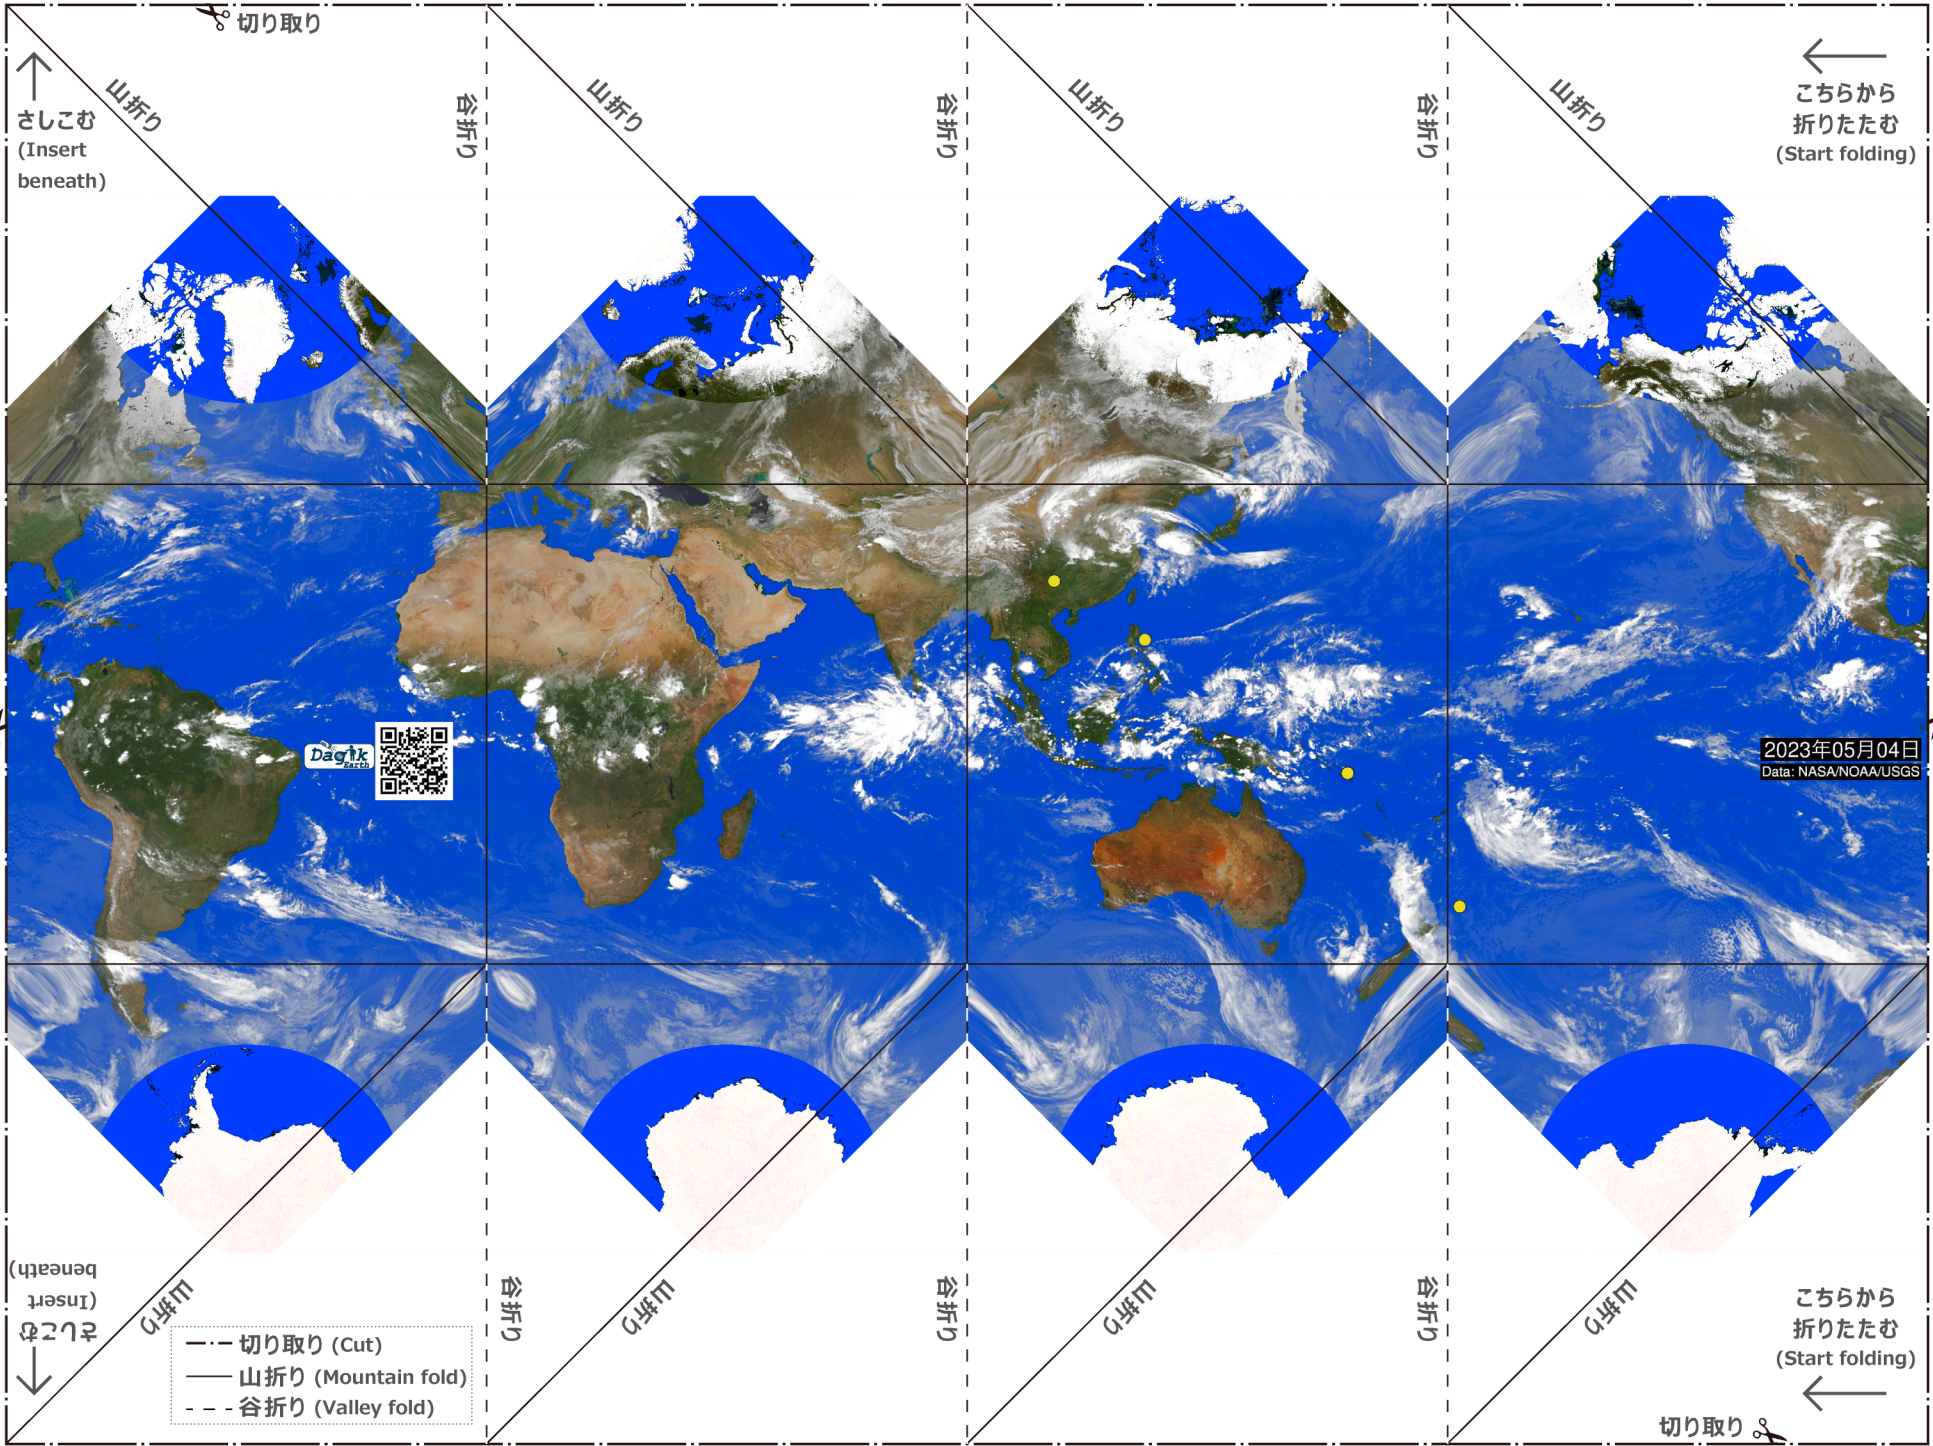 切り取り
山折り
谷折り
山折り
谷折り
山折り
谷折り
山折り
さしこむ
(Insert
beneath)
こちらから
折りたたむ
(Start folding)
Dagik
Earth
2023年05月04日
Data: NASA/NOAA/USGS
さしこむ
(Insert
beneath)
山折り
谷折り
山折り
谷折り
山折り
谷折り
山折り
こちらから
折りたたむ
(Start folding)
切り取り (Cut)
山折り (Mountain fold)
谷折り (Valley fold)
切り取り